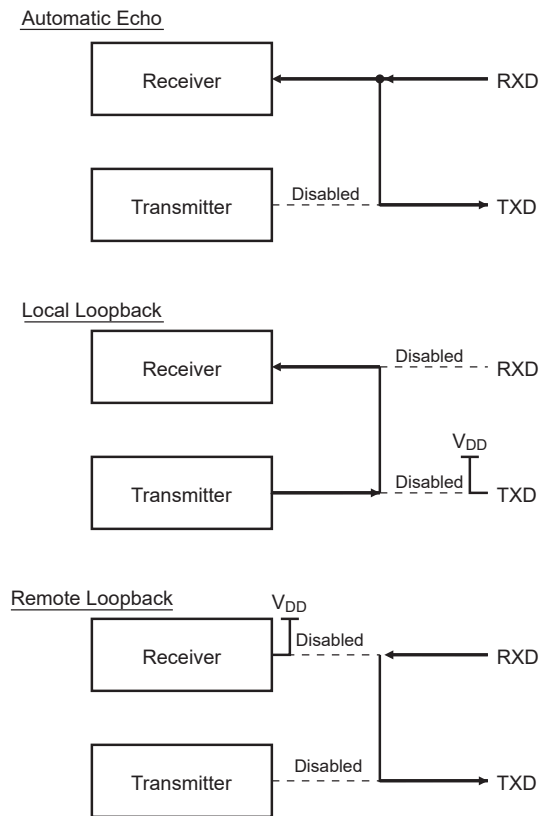 Automatic Echo
Receiver
RXD
Transmitter
Disabled
TXD
Local Loopback
Receiver
Disabled
RXD
VDD
Transmitter
Disabled
TXD
Remote Loopback
VDD
Receiver
Disabled
RXD
Transmitter
Disabled
TXD